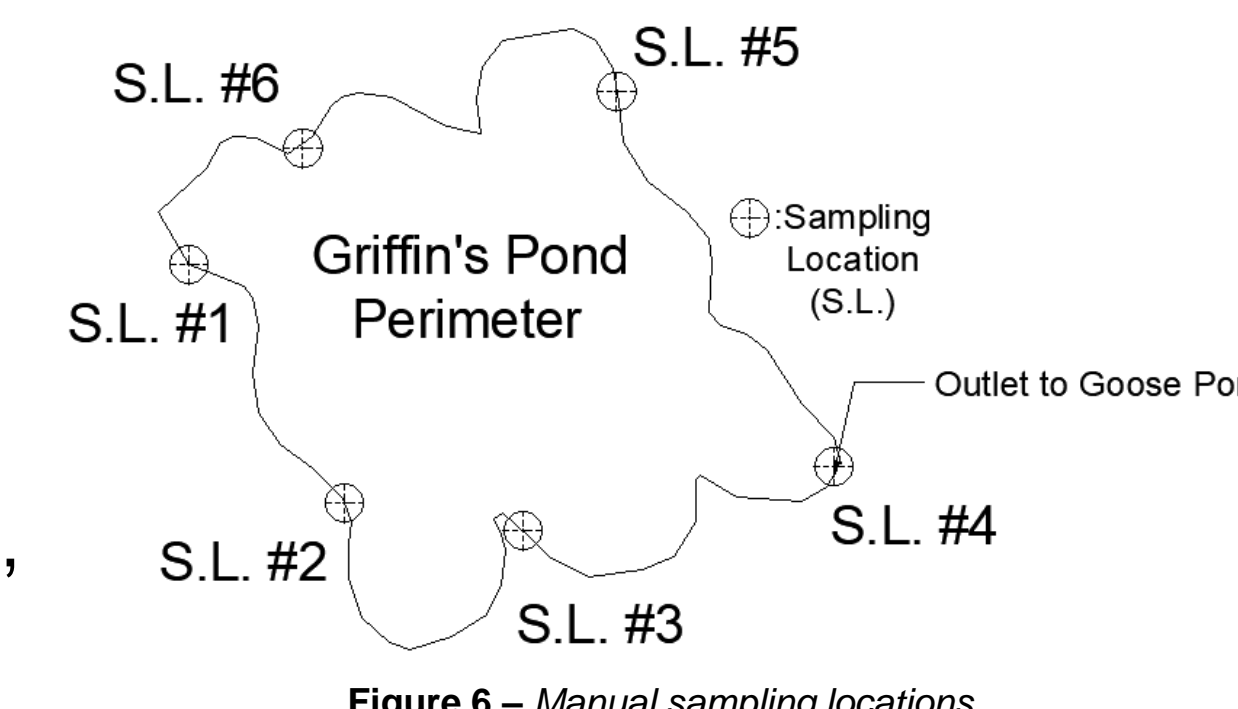 S.L. #5
S.L. #6
:Sampling
Location
(S.L.)
Griffin's Pond
Perimeter
S.L. #1
Outlet to Goose
S.L. #4
,
S.L. #2
S.L. #3
Figure 6 – Manual sampling locations